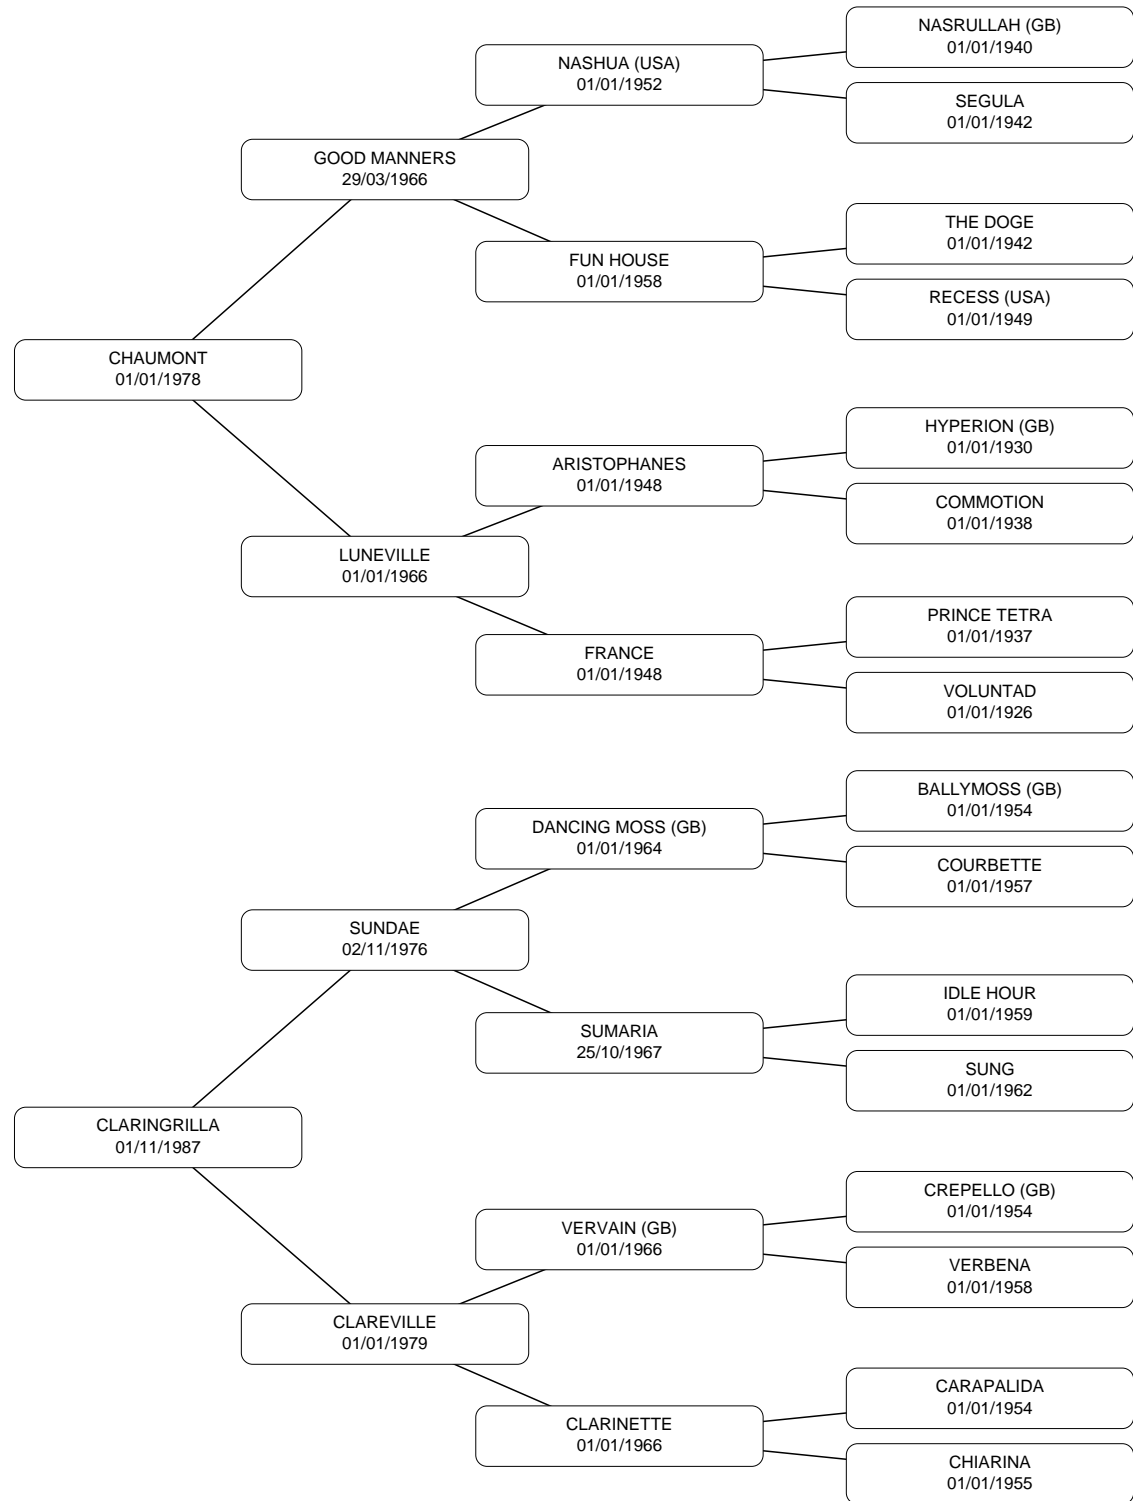 NASRULLAH (GB)
01/01/1940
NASHUA (USA)
01/01/1952
SEGULA
01/01/1942
GOOD MANNERS
29/03/1966
THE DOGE
01/01/1942
FUN HOUSE
01/01/1958
RECESS (USA)
01/01/1949
CHAUMONT
01/01/1978
HYPERION (GB)
01/01/1930
ARISTOPHANES
01/01/1948
COMMOTION
01/01/1938
LUNEVILLE
01/01/1966
PRINCE TETRA
01/01/1937
FRANCE
01/01/1948
VOLUNTAD
01/01/1926
BALLYMOSS (GB)
01/01/1954
DANCING MOSS (GB)
01/01/1964
COURBETTE
01/01/1957
SUNDAE
02/11/1976
IDLE HOUR
01/01/1959
SUMARIA
25/10/1967
SUNG
01/01/1962
CLARINGRILLA
01/11/1987
CREPELLO (GB)
01/01/1954
VERVAIN (GB)
01/01/1966
VERBENA
01/01/1958
CLAREVILLE
01/01/1979
CARAPALIDA
01/01/1954
CLARINETTE
01/01/1966
CHIARINA
01/01/1955